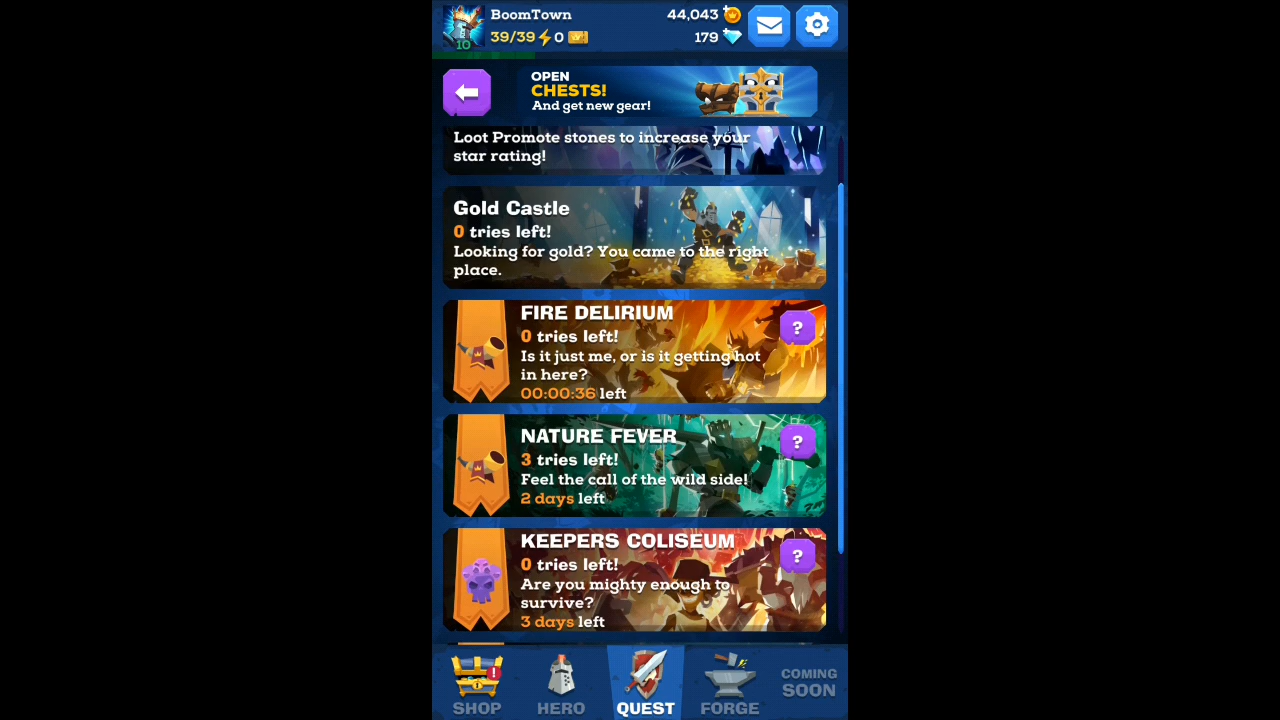 BoomTown
44,043
39/39 0
179
10
OPEN
CHESTS!
And get new gear!
Loot Promote stones to increase your
star rating!
Gold Castle
0 tries left!
Looking for gold? You came to the right
place.
FIRE DELIRIUM
?
0 tries left!
Is it just me, or is it getting hot
in here?
00:00:36 left
NATURE FEVER
?
3 tries left!
Feel the call of the wild side!
2 days left
KEEPERS COLISEUM
?
0 tries left!
Are you mighty enough to
survive?
3 days left
!
SHOP
HERO
QUEST
FORGE
COMING
SOON